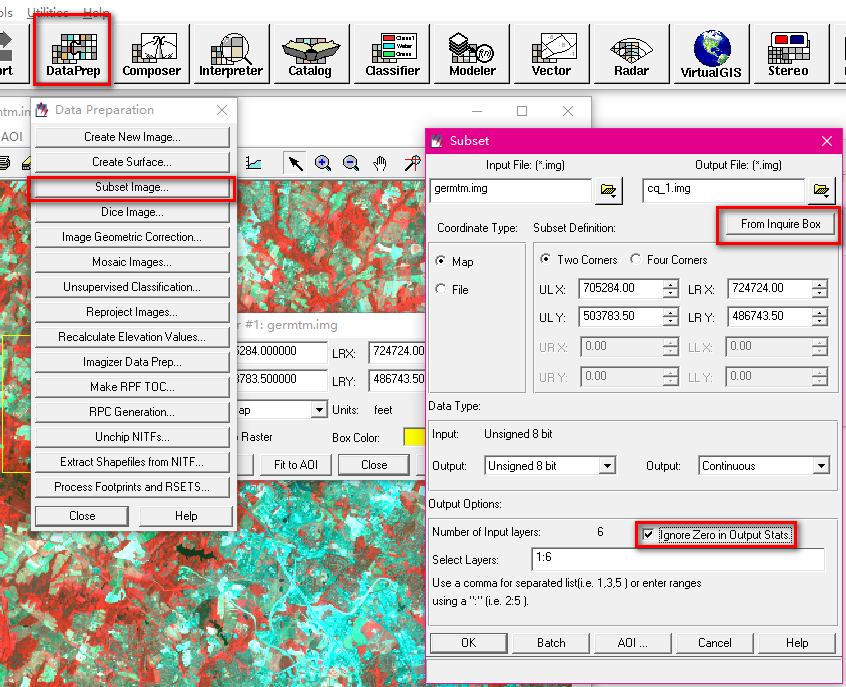 ols Utilities Help
ort
DataPrep
Composer
Interpreter
Catalog
Classifier
Class1
Water
Grass
Modeler
Vector
Radar
VirtualGIS
Stereo
AOI
Data Preparation
Create New Image...
Create Surface...
Subset Image...
Dice Image...
Image Geometric Correction...
Mosaic Images...
Unsupervised Classification...
Reproject Images...
Recalculate Elevation Values...
Imagizer Data Prep...
Make RPF TOC...
RPC Generation...
Unchip NITFs...
Extract Shapefiles from NITF...
Process Footprints and RSETS...
Close
Help
r #1: germtm.img
5284.000000 LRX: 724724.00
3783.500000 LRY: 486743.50
ap Units: feet
o Raster Box Color:
Fit to AOI
Close
Subset
Input File: (*.img) Output File: (*.img)
germtm.img cq_1.img
From Inquire Box
Coordinate Type: Subset Definition:
Map
File
Two Corners Four Corners
UL X: 705284.00 LR X: 724724.00
UL Y: 503783.50 LR Y: 486743.50
UR X: 0.00 LL X: 0.00
UR Y: 0.00 LL Y: 0.00
Data Type:
Input: Unsigned 8 bit
Output: Unsigned 8 bit Output: Continuous
Output Options:
Number of Input layers: 6 Ignore Zero in Output Stats.
Select Layers: 1:6
Use a comma for separated list(i.e. 1,3,5 ) or enter ranges
using a ":" (i.e. 2:5 ).
OK Batch AOI ... Cancel Help